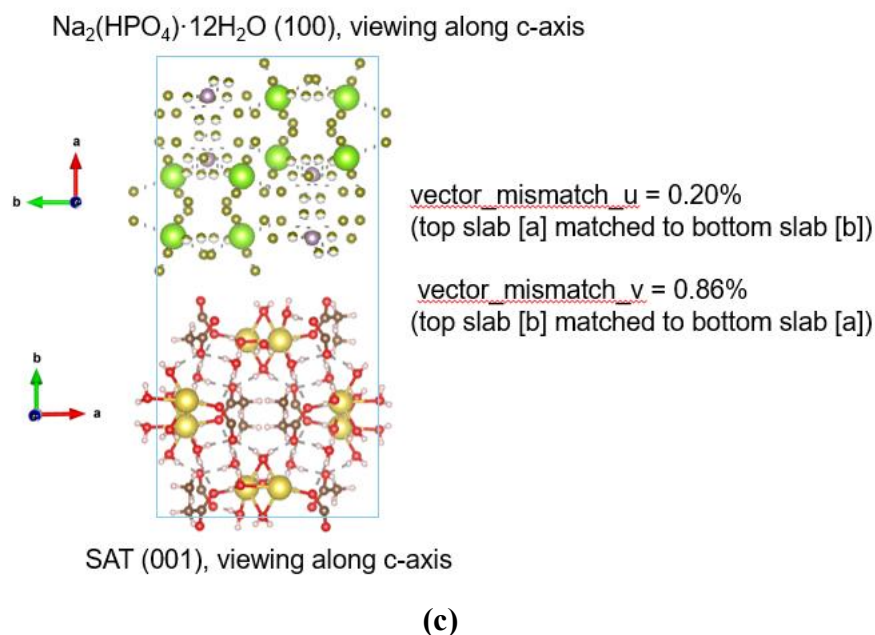 Na₂(HPO₄)·12H₂O (100), viewing along c-axis
a
b
vector_mismatch_u = 0.20%
(top slab [a] matched to bottom slab [b])
vector_mismatch_v = 0.86%
(top slab [b] matched to bottom slab [a])
b
a
SAT (001), viewing along c-axis
(c)